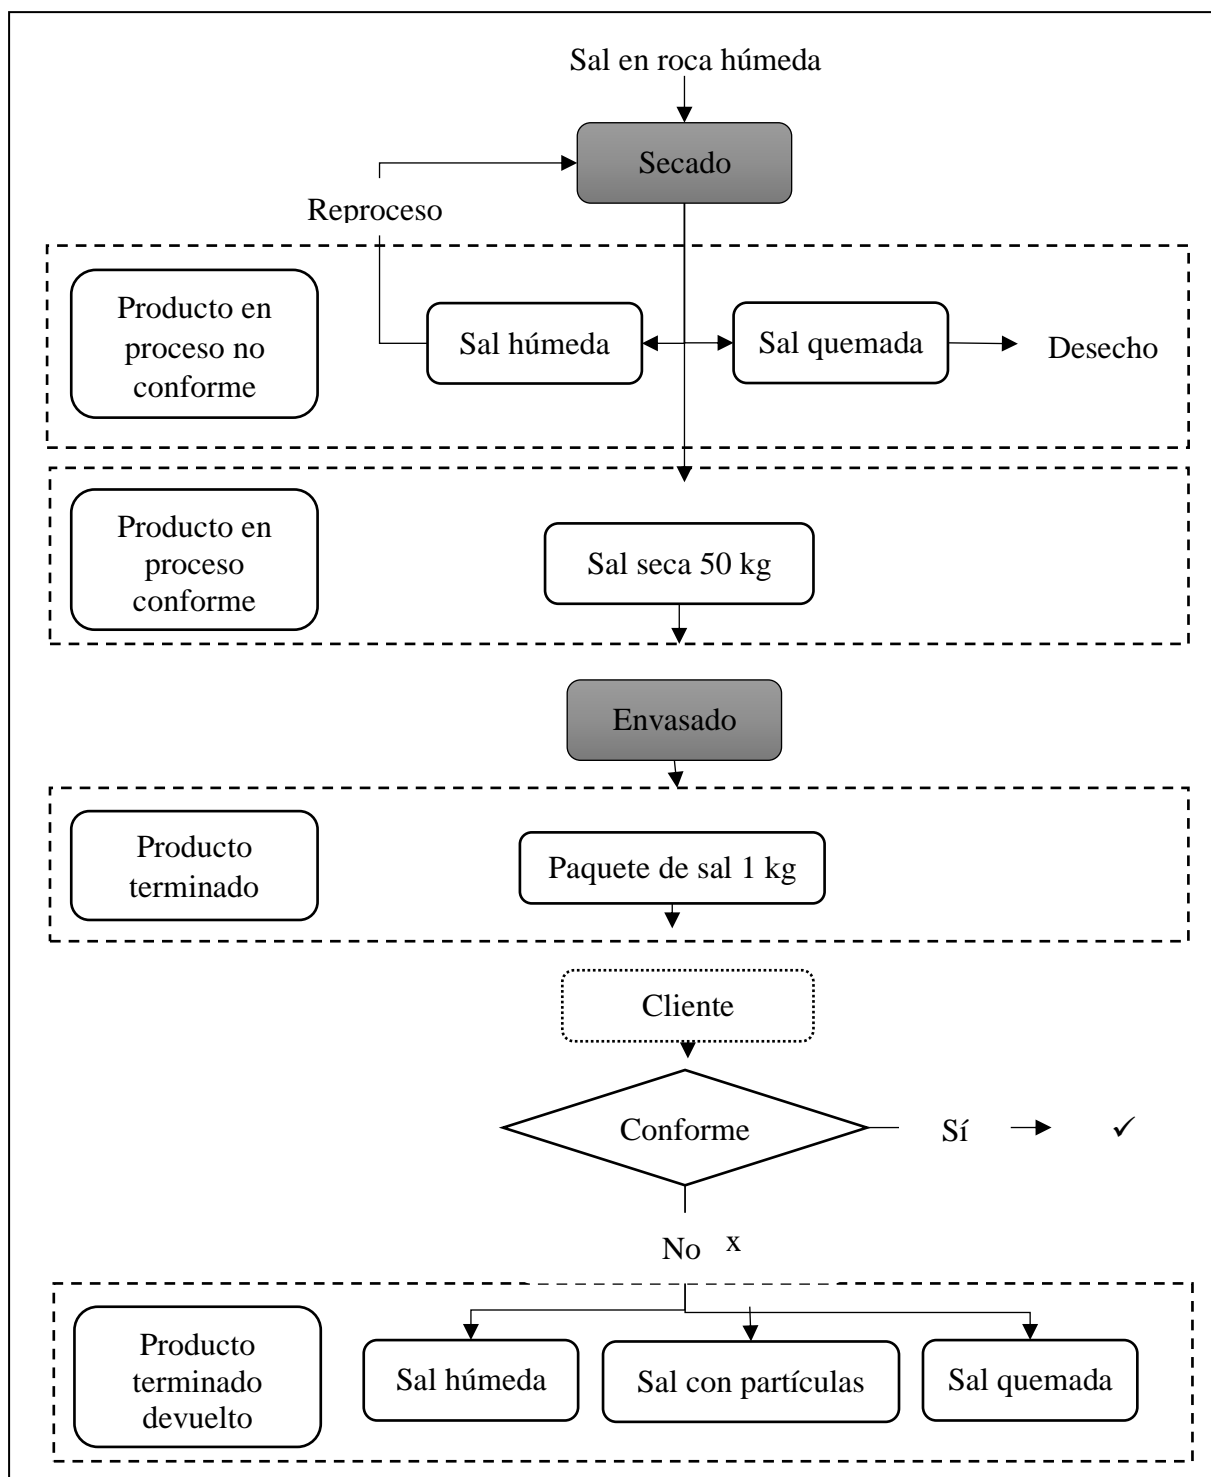 Sal en roca húmeda
Secado
Reproceso
Producto en
proceso no
conforme
Sal húmeda
Sal quemada
Desecho
Producto en
proceso
conforme
Sal seca 50 kg
Envasado
Producto
terminado
Paquete de sal 1 kg
Cliente
Conforme
Sí
✓
No
x
Producto
terminado
devuelto
Sal húmeda
Sal con partículas
Sal quemada